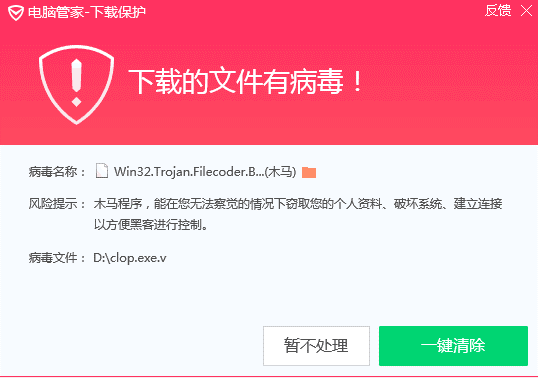 电脑管家-下载保护 反馈
下载的文件有病毒！
病毒名称： Win32.Trojan.Filecoder.B...(木马)
风险提示： 木马程序，能在您无法察觉的情况下窃取您的个人资料、破坏系统、建立连接
以方便黑客进行控制。
病毒文件： D:\clop.exe.v
暂不处理 一键清除